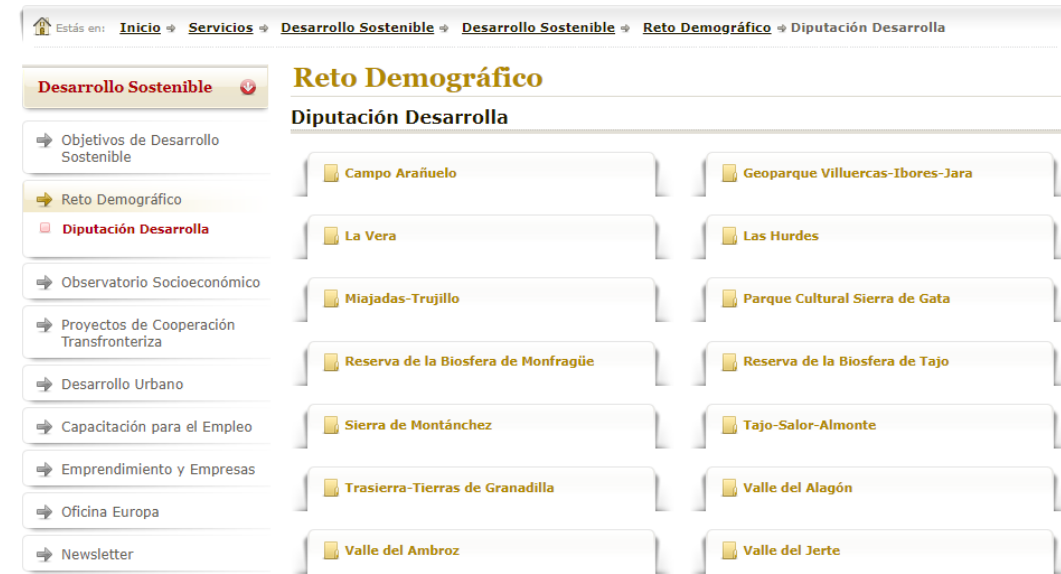 Estás en: Inicio Servicios Desarrollo Sostenible Desarrollo Sostenible Reto Demográfico Diputación Desarrolla
Desarrollo Sostenible
Objetivos de Desarrollo
Sostenible
Reto Demográfico
Diputación Desarrolla
Observatorio Socioeconómico
Proyectos de Cooperación
Transfronteriza
Desarrollo Urbano
Capacitación para el Empleo
Emprendimiento y Empresas
Oficina Europa
Newsletter
Reto Demográfico
Diputación Desarrolla
Campo Arañuelo
Geoparque Villuercas-Ibores-Jara
La Vera
Las Hurdes
Miajadas-Trujillo
Parque Cultural Sierra de Gata
Reserva de la Biosfera de Monfragüe
Reserva de la Biosfera de Tajo
Sierra de Montánchez
Tajo-Salor-Almonte
Trasierra-Tierras de Granadilla
Valle del Alagón
Valle del Ambroz
Valle del Jerte